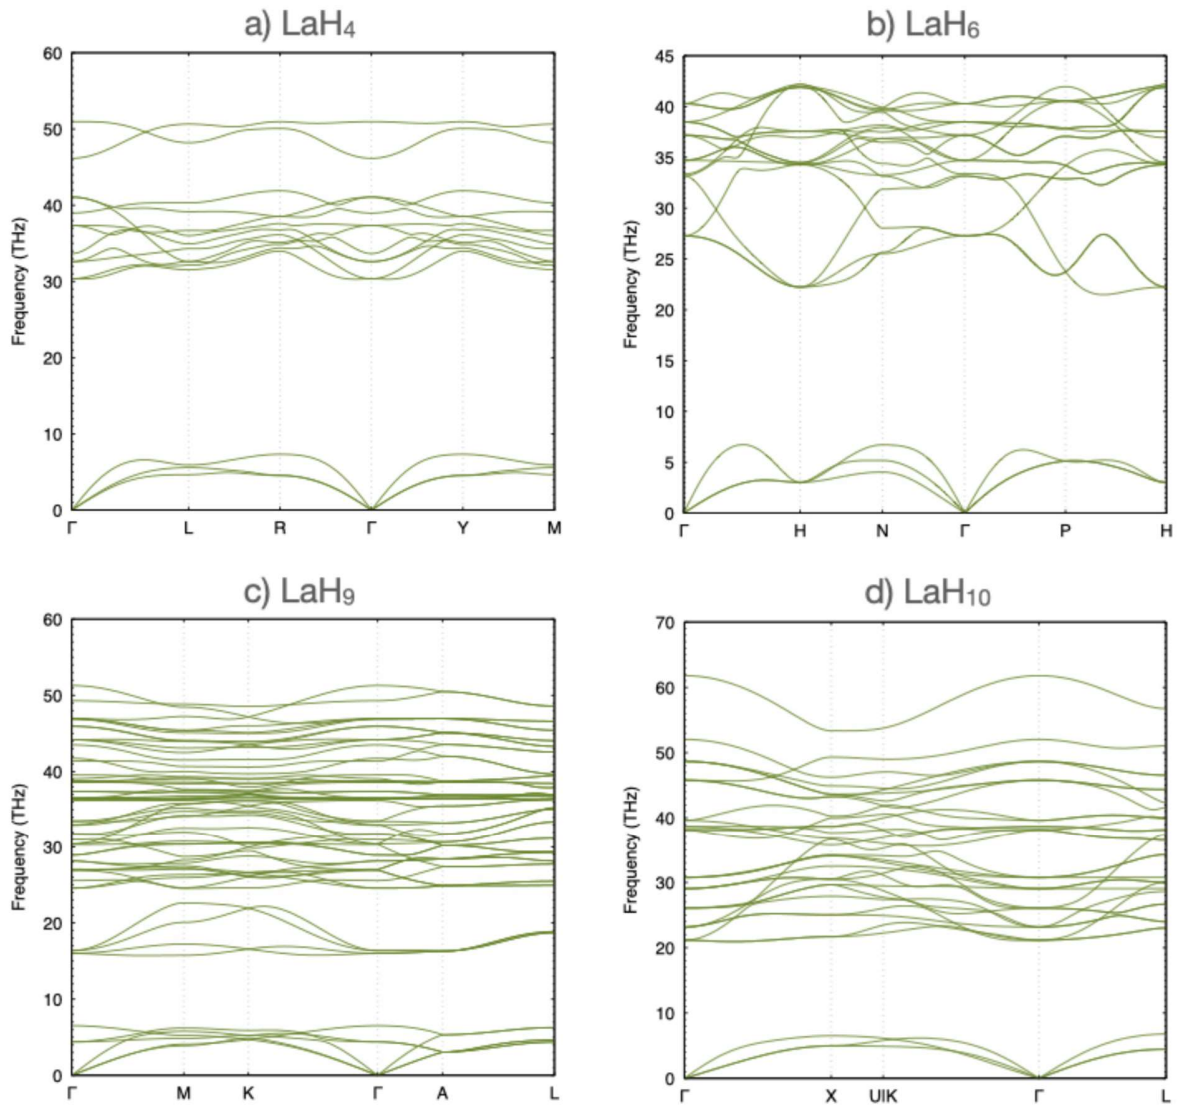 a) LaH₄
60
50
40
30
20
10
0
Frequency (THz)
Γ L R Γ Y M
b) LaH₆
45
40
35
30
25
20
15
10
5
0
Frequency (THz)
Γ H N Γ P H
c) LaH₉
60
50
40
30
20
10
0
Frequency (THz)
Γ M K Γ A L
d) LaH₁₀
70
60
50
40
30
20
10
0
Frequency (THz)
Γ X U|K Γ L